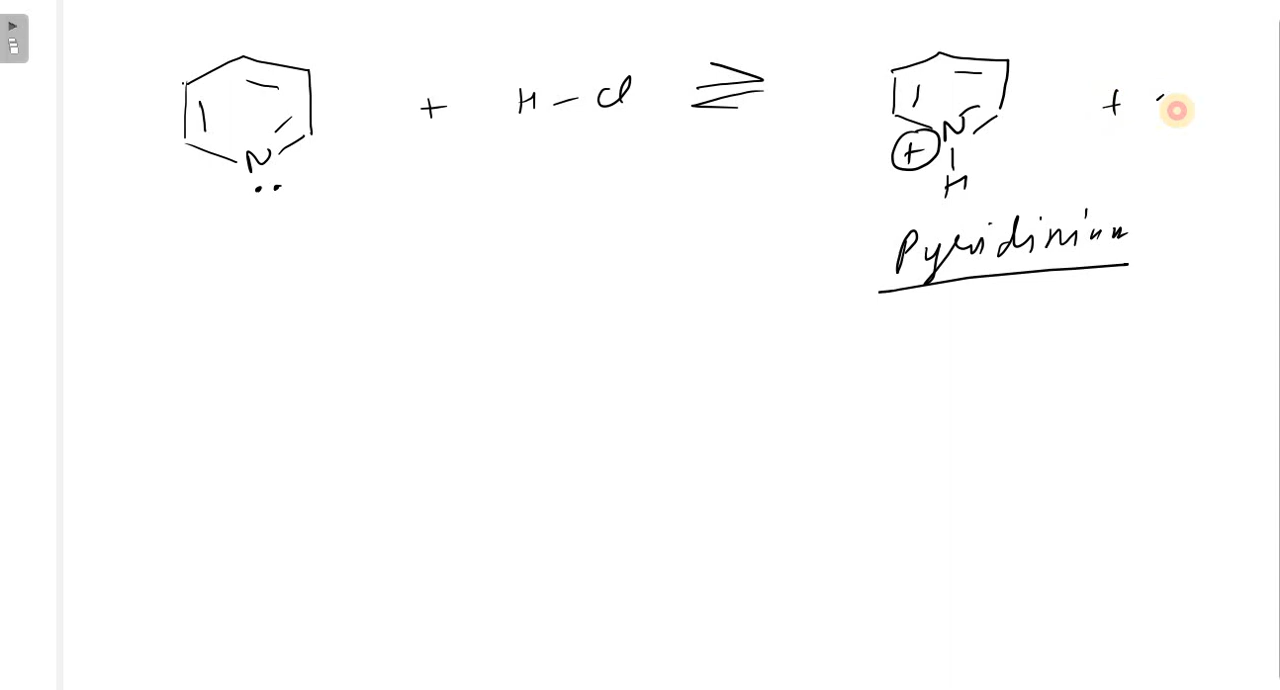 N + H - Cl ⇌ + N H +
Pyridinium